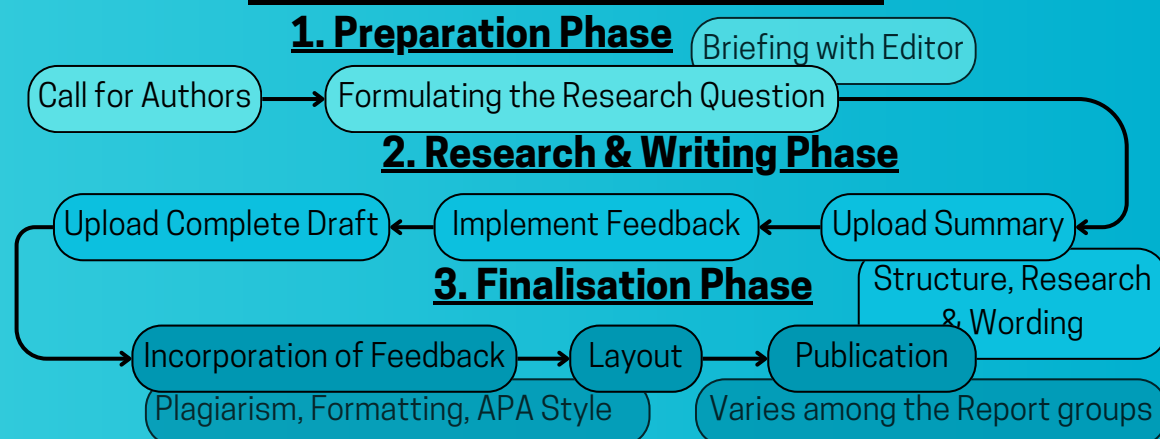 1. Preparation Phase
Briefing with Editor
Call for Authors
Formulating the Research Question
2. Research & Writing Phase
Upload Complete Draft
Implement Feedback
Upload Summary
3. Finalisation Phase
Structure, Research
& Wording
Incorporation of Feedback
Layout
Publication
Plagiarism, Formatting, APA Style
Varies among the Report groups